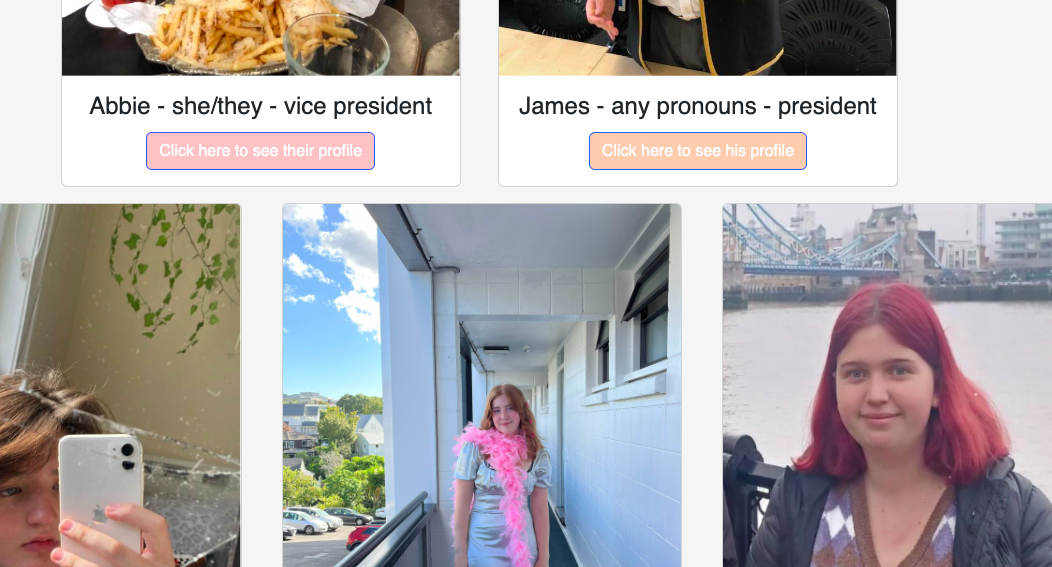 Abbie - she/they - vice president
Click here to see their profile
James - any pronouns - president
Click here to see his profile